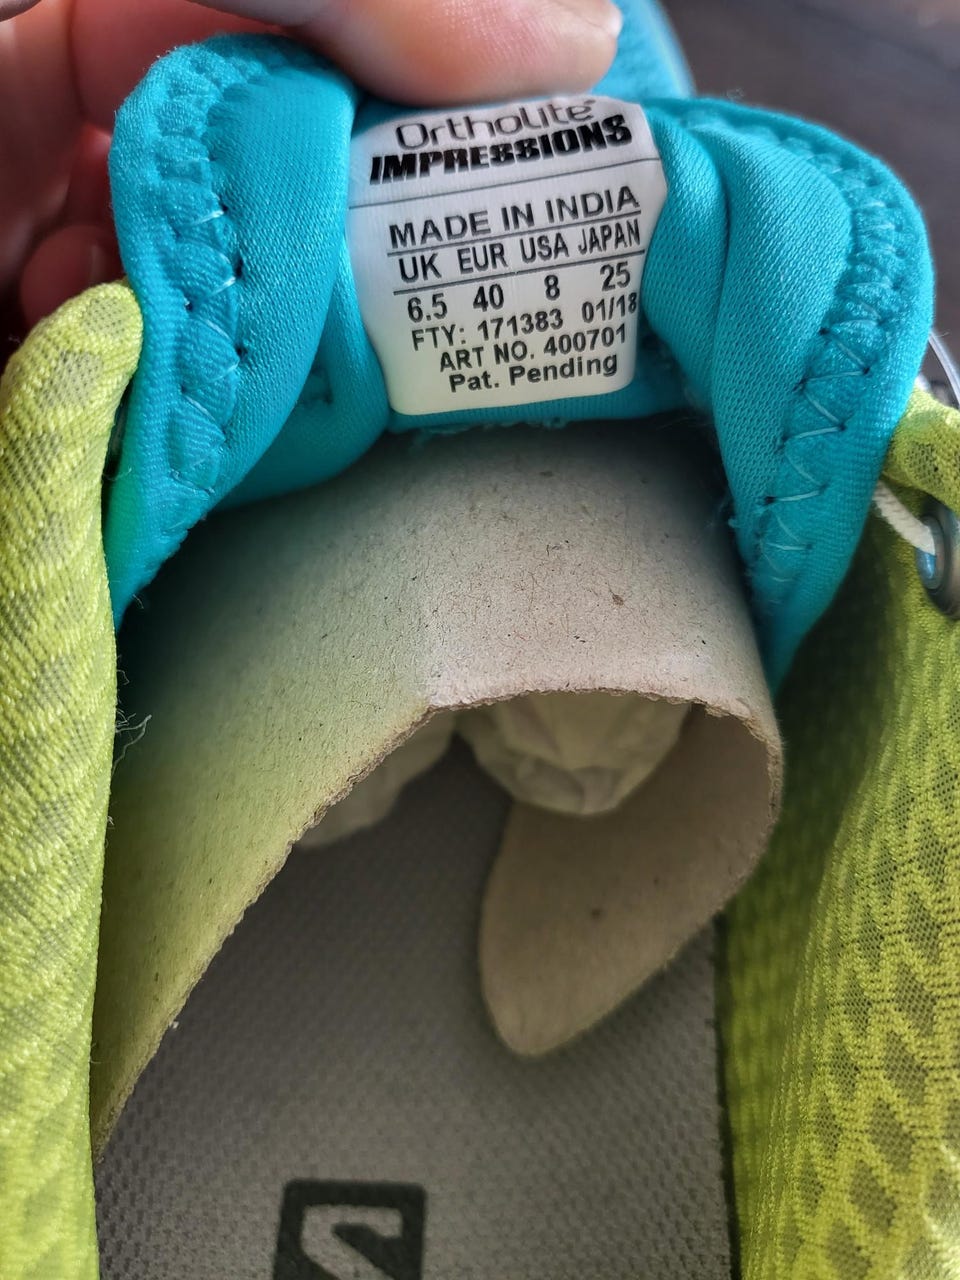 OrthoLite®
IMPRESSIONS
MADE IN INDIA
UK EUR USA JAPAN
6.5 40 8 25
FTY: 171383 01/18
ART NO. 400701
Pat. Pending